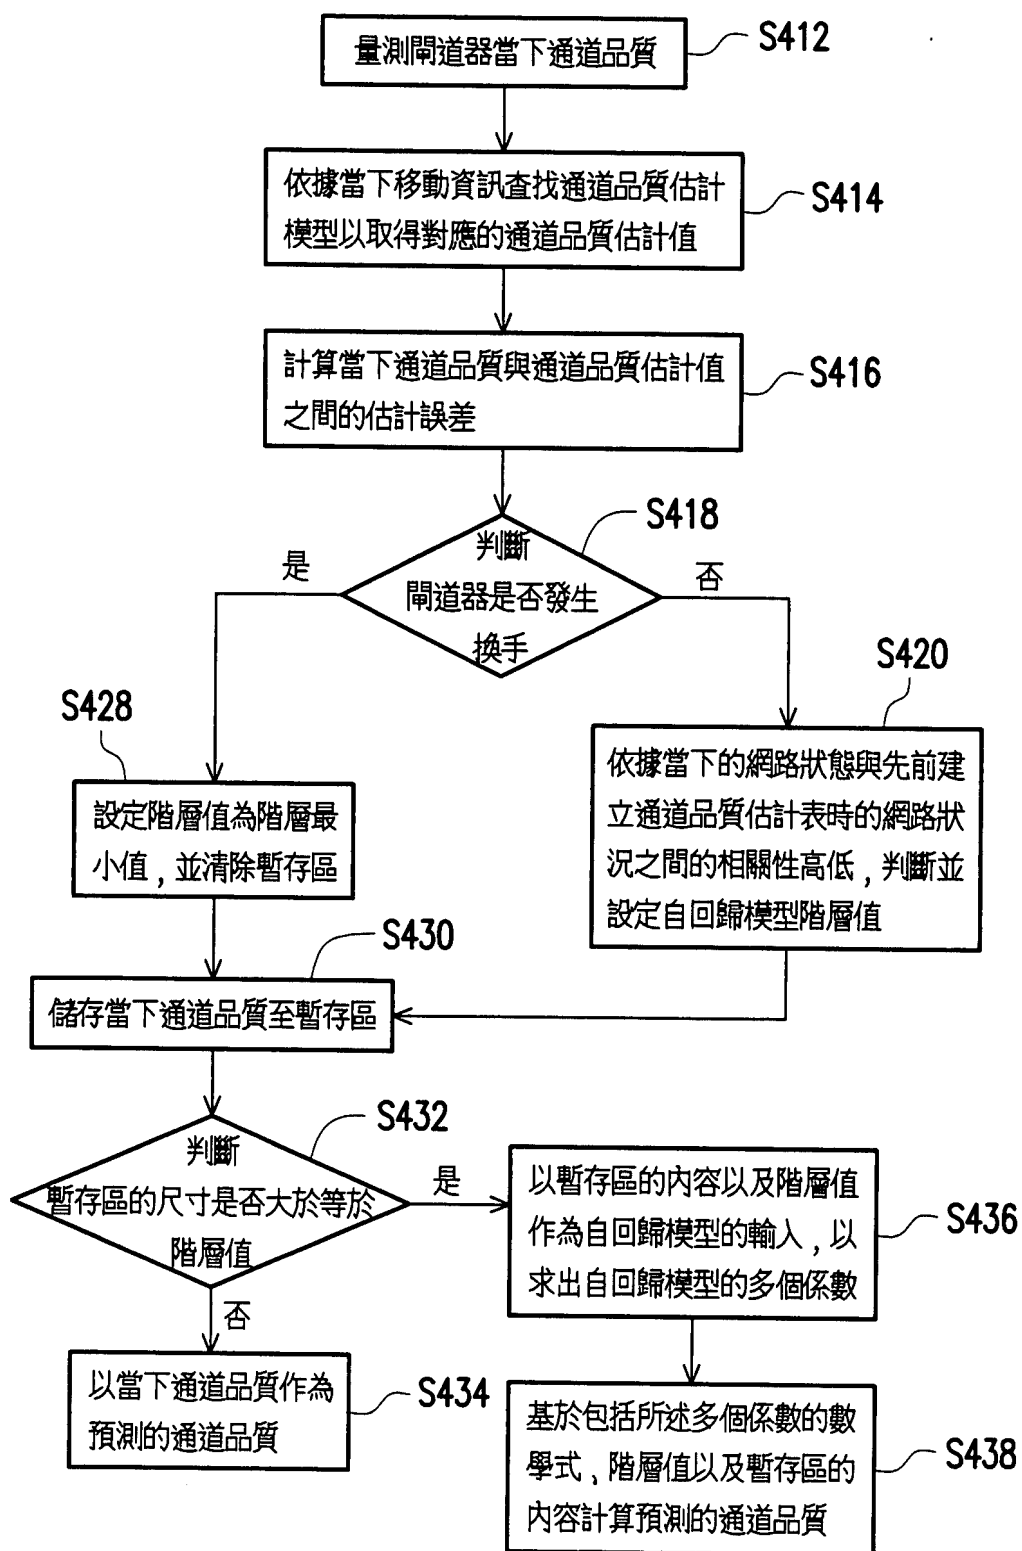 量測閘道器當下通道品質
S412
依據當下移動資訊查找通道品質估計
模型以取得對應的通道品質估計值
S414
計算當下通道品質與通道品質估計值
之間的估計誤差
S416
判斷
閘道器是否發生
換手
S418
是
否
S428
設定階層值為階層最
小值，並清除暫存區
S420
依據當下的網路狀態與先前建
立通道品質估計表時的網路狀
況之間的相關性高低，判斷並
設定自回歸模型階層值
S430
儲存當下通道品質至暫存區
判斷
暫存區的尺寸是否大於等於
階層值
S432
是
否
以當下通道品質作為
預測的通道品質
S434
以暫存區的內容以及階層值
作為自回歸模型的輸入，以
求出自回歸模型的多個係數
S436
基於包括所述多個係數的數
學式、階層值以及暫存區的
內容計算預測的通道品質
S438